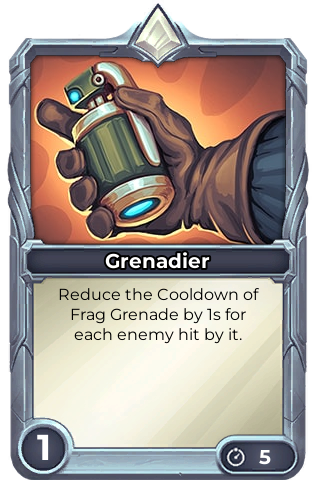 Grenadier
Reduce the Cooldown of
Frag Grenade by 1s for
each enemy hit by it.
1
5